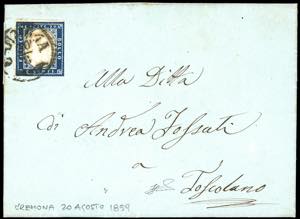 Alla Ditta
di Andrea Fossati
a
Toscolano
CREMONA 20 AGOSTO 1859